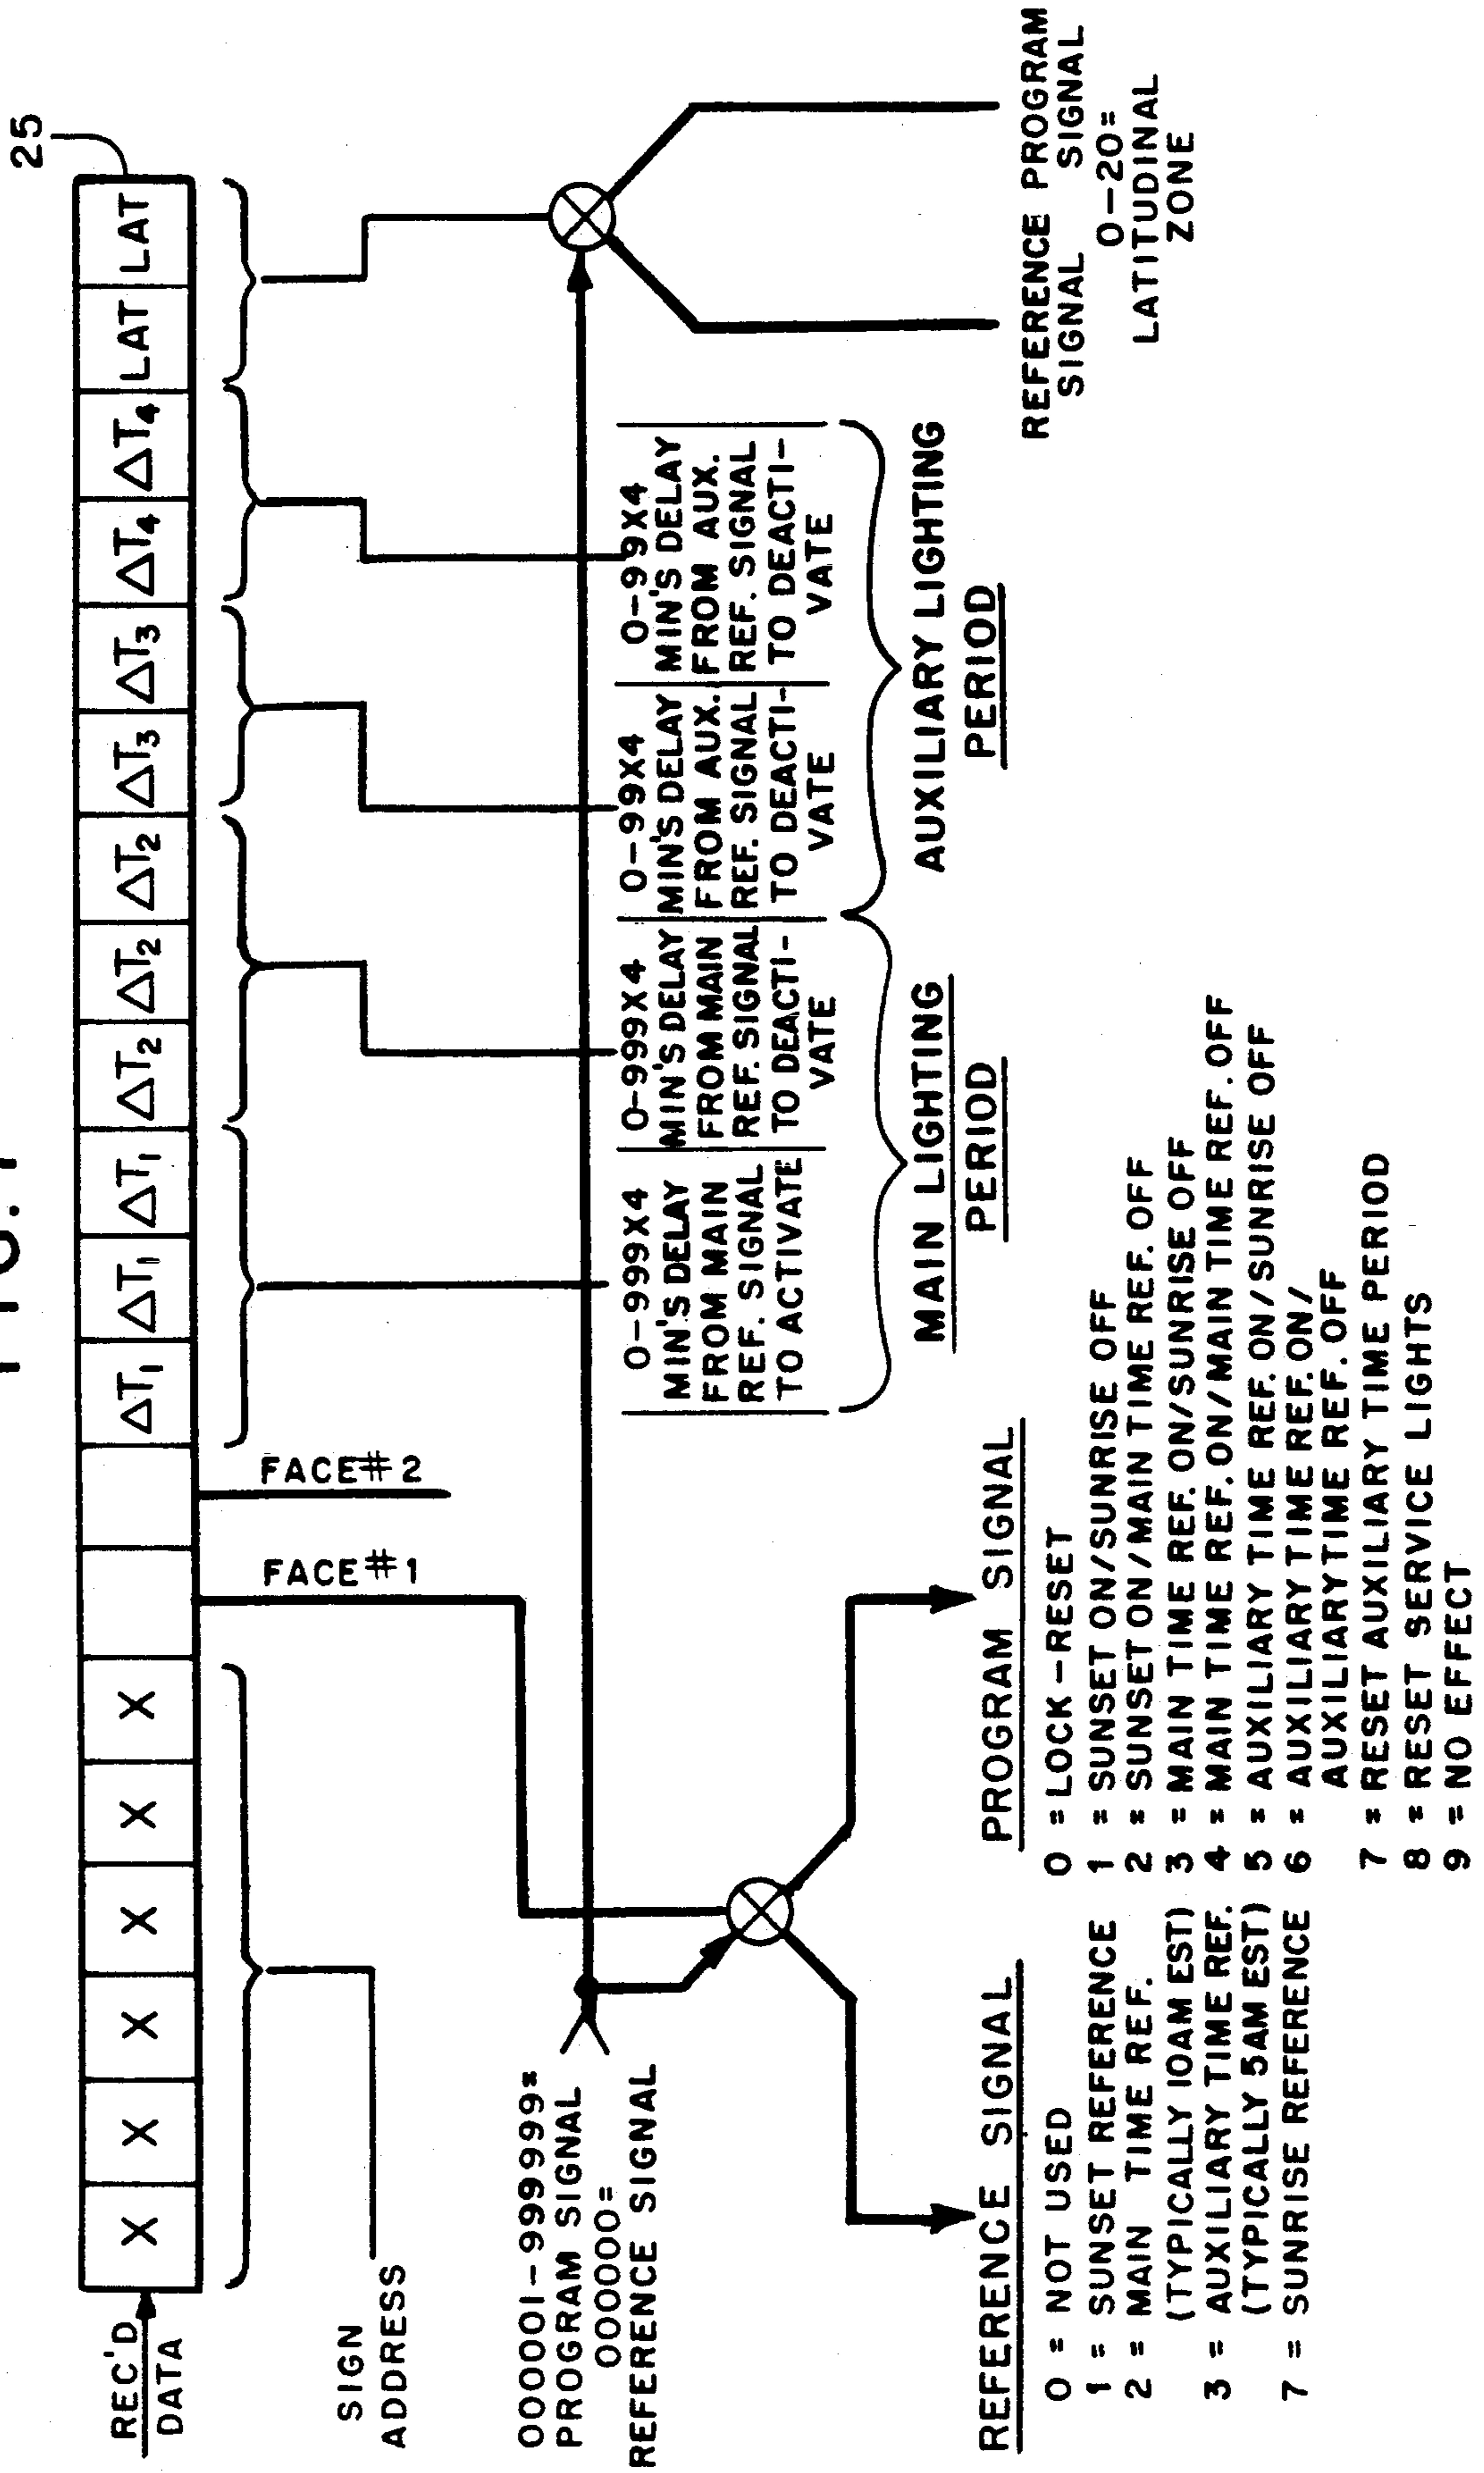 25
REC'D
DATA
X
X
X
X
X
X
ΔT1
ΔT1
ΔT1
ΔT2
ΔT2
ΔT2
ΔT3
ΔT3
ΔT4
ΔT4
LAT
LAT
SIGN
ADDRESS
FACE#1
FACE#2
000001-999999=
PROGRAM SIGNAL
000000=
REFERENCE SIGNAL
0-999X4
MIN'S DELAY
FROM MAIN
REF. SIGNAL
TO ACTIVATE
0-999X4
MIN'S DELAY
FROM MAIN
REF. SIGNAL
TO DEACTI-
VATE
0-99X4
MIN'S DELAY
FROM AUX.
REF. SIGNAL
TO DEACTI-
VATE
0-99X4
MIN'S DELAY
FROM AUX.
REF. SIGNAL
TO DEACTI-
VATE
MAIN LIGHTING
PERIOD
AUXILIARY LIGHTING
PERIOD
REFERENCE
SIGNAL
PROGRAM
SIGNAL
0-20=
LATITUDINAL
ZONE
REFERENCE SIGNAL
0 = NOT USED
1 = SUNSET REFERENCE
2 = MAIN TIME REF.
(TYPICALLY 10AM EST)
3 = AUXILIARY TIME REF.
(TYPICALLY 5AM EST)
7 = SUNRISE REFERENCE
PROGRAM SIGNAL
0 = LOCK-RESET
1 = SUNSET ON/SUNRISE OFF
2 = SUNSET ON/MAIN TIME REF. OFF
3 = MAIN TIME REF. ON/SUNRISE OFF
4 = MAIN TIME REF. ON/MAIN TIME REF. OFF
5 = AUXILIARY TIME REF. ON/SUNRISE OFF
6 = AUXILIARY TIME REF. ON/
AUXILIARYTIME REF. OFF
7 = RESET AUXILIARY TIME PERIOD
8 = RESET SERVICE LIGHTS
9 = NO EFFECT